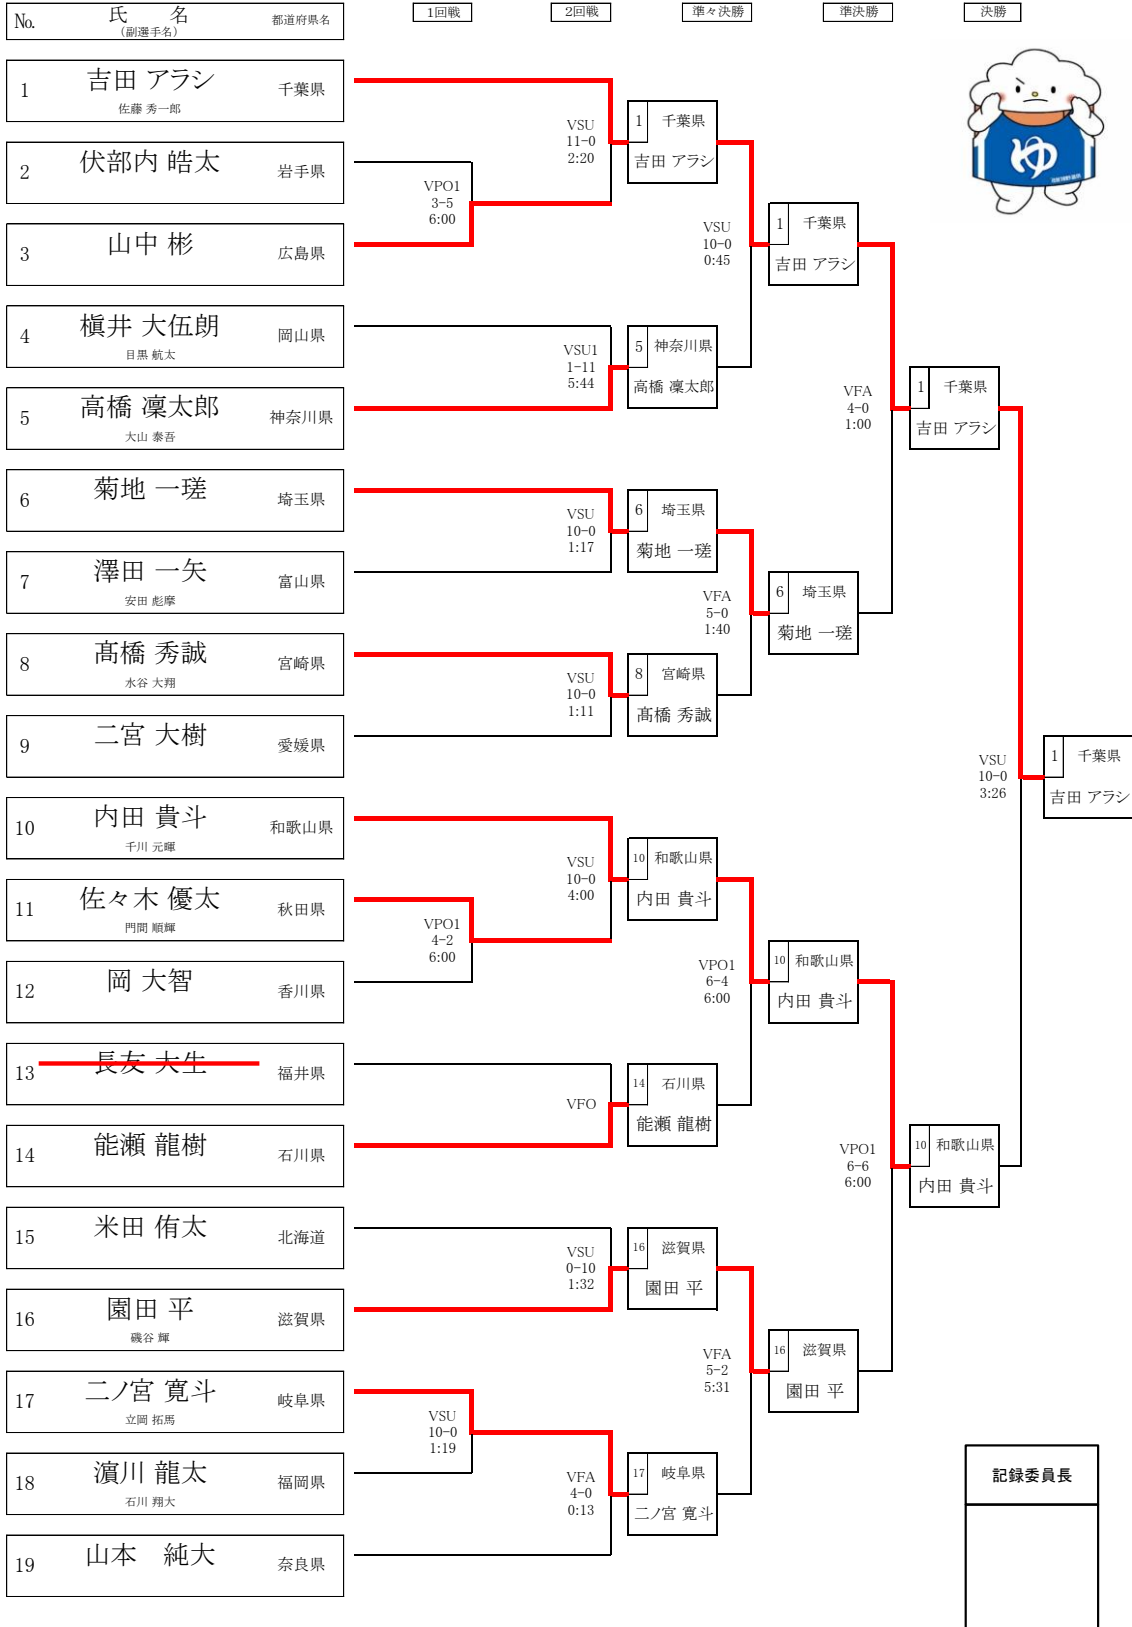 No. 氏 名 都道府県名 1回戦 2回戦 準々決勝 準決勝 決勝
(副選手名)
1 吉田 アラシ 千葉県
佐藤 秀一郎
2 伏部内 皓太 岩手県
3 山中 彬 広島県
4 槇井 大伍朗 岡山県
目黒 航太
5 高橋 凜太郎 神奈川県
大山 泰吾
6 菊地 一瑳 埼玉県
7 澤田 一矢 富山県
安田 彪摩
8 髙橋 秀誠 宮崎県
水谷 大翔
9 二宮 大樹 愛媛県
10 内田 貴斗 和歌山県
千川 元暉
11 佐々木 優太 秋田県
門間 順輝
12 岡 大智 香川県
13 長友 大生 福井県
14 能瀬 龍樹 石川県
15 米田 侑太 北海道
16 園田 平 滋賀県
磯谷 輝
17 二ノ宮 寛斗 岐阜県
立岡 拓馬
18 濵川 龍太 福岡県
石川 翔大
19 山本 純大 奈良県
VPO1
3-5
6:00
VPO1
4-2
6:00
VSU
10-0
1:19
VSU
11-0
2:20
VSU1
1-11
5:44
VSU
10-0
1:17
VSU
10-0
1:11
VSU
10-0
4:00
VFO
VSU
0-10
1:32
VFA
4-0
0:13
1 千葉県
吉田 アラシ
5 神奈川県
高橋 凜太郎
6 埼玉県
菊地 一瑳
8 宮崎県
髙橋 秀誠
10 和歌山県
内田 貴斗
14 石川県
能瀬 龍樹
16 滋賀県
園田 平
17 岐阜県
二ノ宮 寛斗
VSU
10-0
0:45
VFA
5-0
1:40
VPO1
6-4
6:00
VFA
5-2
5:31
1 千葉県
吉田 アラシ
6 埼玉県
菊地 一瑳
10 和歌山県
内田 貴斗
16 滋賀県
園田 平
VFA
4-0
1:00
VPO1
6-6
6:00
1 千葉県
吉田 アラシ
10 和歌山県
内田 貴斗
VSU
10-0
3:26
1 千葉県
吉田 アラシ
ゆ
記録委員長